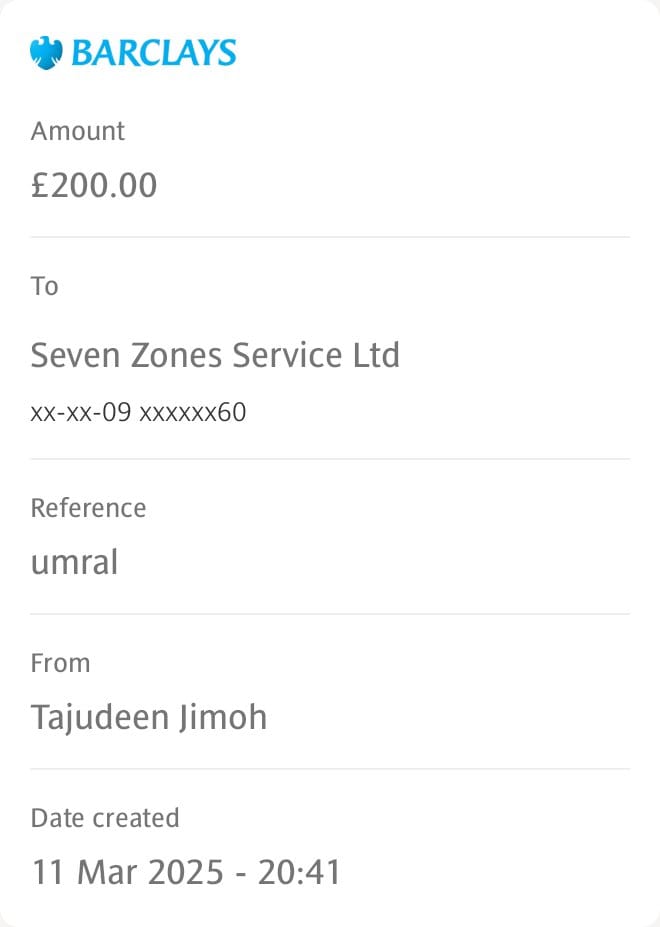 BARCLAYS
Amount
£200.00
To
Seven Zones Service Ltd
xx-xx-09 xxxxxx60
Reference
umral
From
Tajudeen Jimoh
Date created
11 Mar 2025 - 20:41